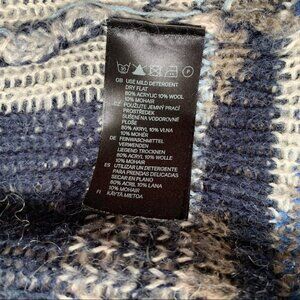 GB USE MILD DETERGENT
DRY FLAT
80% ACRYLIC 10% WOOL
10% MOHAIR
CZ POUŽIJTE JEMNÝ PRACÍ
PROSTŘEDEK
SUŠENÍ NA VODOROVNÉ
PLOŠE
80% AKRYL 10% VLNA
10% MOHÉR
DE FEINWASCHMITTEL
VERWENDEN
LIEGEND TROCKNEN
80% ACRYL 10% WOLLE
10% MOHAIR
ES UTILIZAR UN DETERGENTE
PARA PRENDAS DELICADAS
SECAR EN PLANO
80% ACRIL 10% LANA
10% MOHAIR
FI KÄYTÄ MIETOA